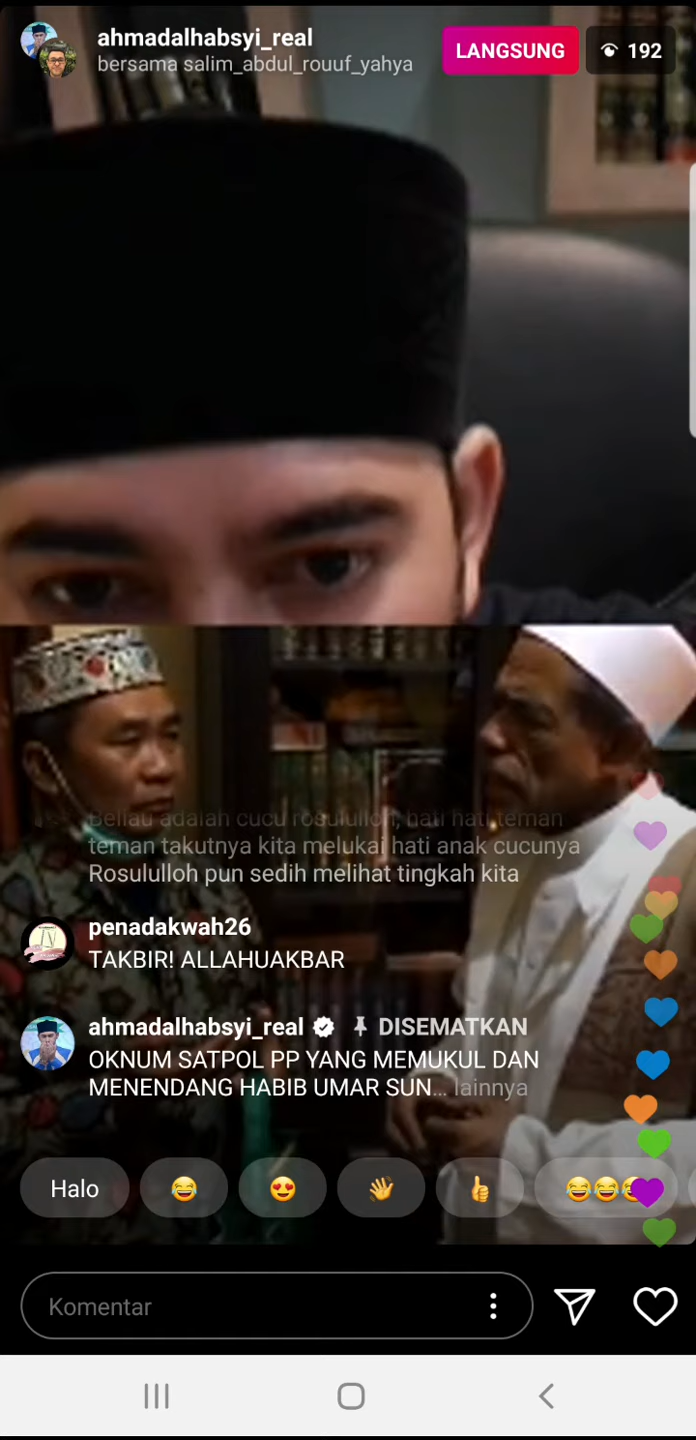 ahmadalhabsyi_real
bersama salim_abdul_rouuf_yahya
LANGSUNG
192
Beliau adalah cucu rosululloh, hati hati teman
teman takutnya kita melukai hati anak cucunya
Rosululloh pun sedih melihat tingkah kita
penadakwah26
TAKBIR! ALLAHUAKBAR
ahmadalhabsyi_real DISEMATKAN
OKNUM SATPOL PP YANG MEMUKUL DAN
MENENDANG HABIB UMAR SUN... lainnya
Halo
Komentar